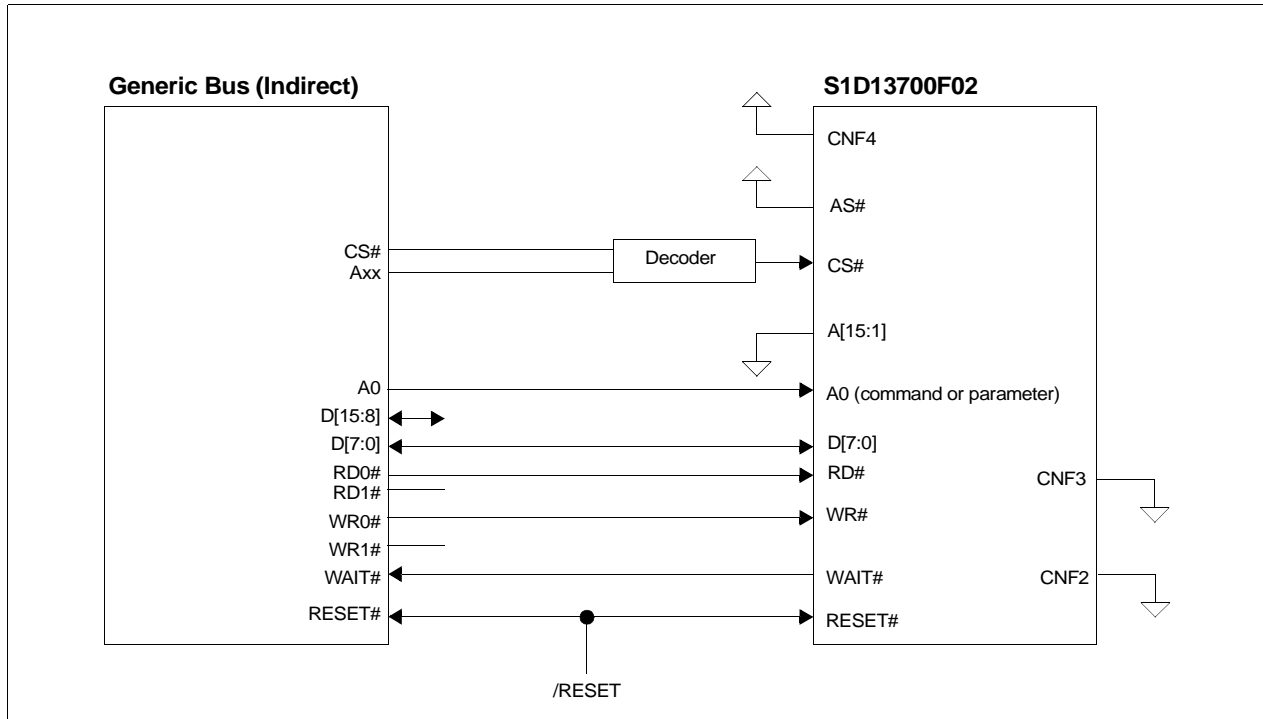 Generic Bus (Indirect)
S1D13700F02
CNF4
AS#
CS#
Axx
Decoder
CS#
A[15:1]
A0
A0 (command or parameter)
D[15:8]
D[7:0]
D[7:0]
RD0#
RD#
RD1#
CNF3
WR0#
WR#
WR1#
WAIT#
WAIT#
CNF2
RESET#
RESET#
/RESET